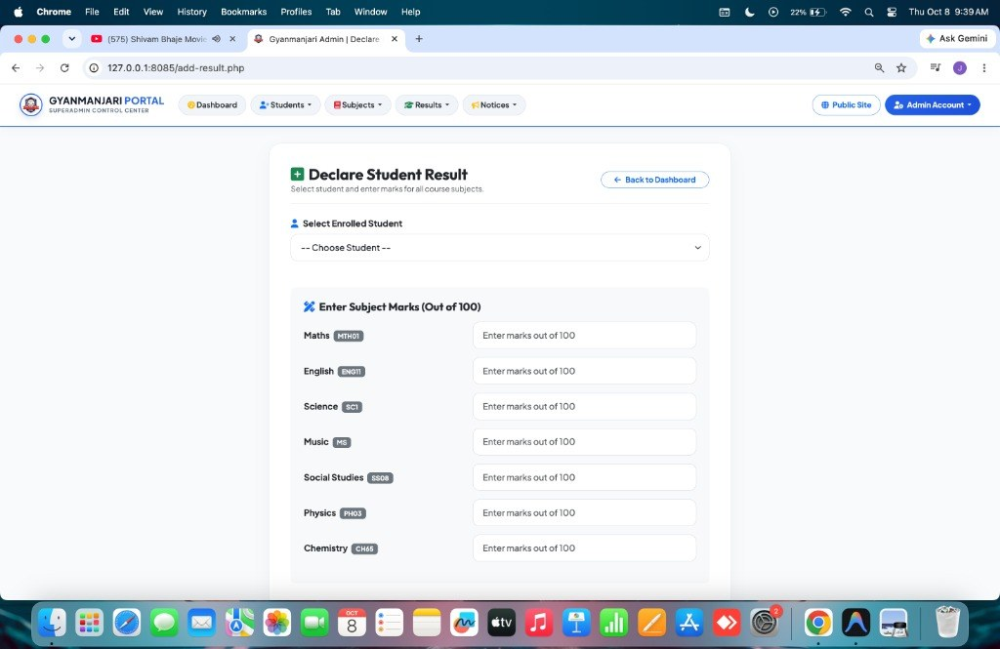 Chrome File Edit View History Bookmarks Profiles Tab Window Help 22% Thu Oct 8 9:39 AM
(575) Shivam Bhaje Movie Gyanmanjari Admin | Declare Ask Gemini
127.0.0.1:8085/add-result.php J
GYANMANJARI PORTAL
SUPERADMIN CONTROL CENTER
Dashboard Students Subjects Results Notices Public Site Admin Account
Declare Student Result
Select student and enter marks for all course subjects.
Back to Dashboard
Select Enrolled Student
-- Choose Student --
Enter Subject Marks (Out of 100)
Maths MTH01 Enter marks out of 100
English ENG11 Enter marks out of 100
Science SC1 Enter marks out of 100
Music MS Enter marks out of 100
Social Studies SS08 Enter marks out of 100
Physics PH03 Enter marks out of 100
Chemistry CH65 Enter marks out of 100
OCT
8
tv
2